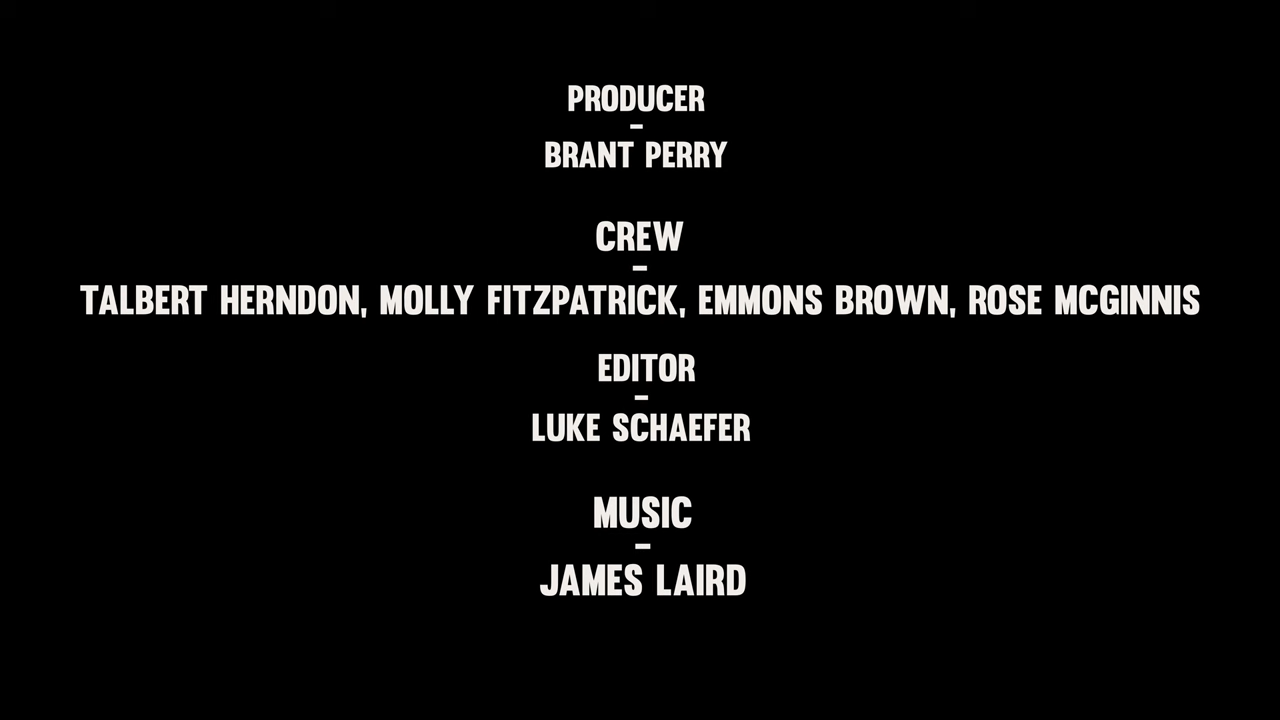 PRODUCER
–
BRANT PERRY
CREW
–
TALBERT HERNDON, MOLLY FITZPATRICK, EMMONS BROWN, ROSE MCGINNIS
EDITOR
–
LUKE SCHAEFER
MUSIC
–
JAMES LAIRD